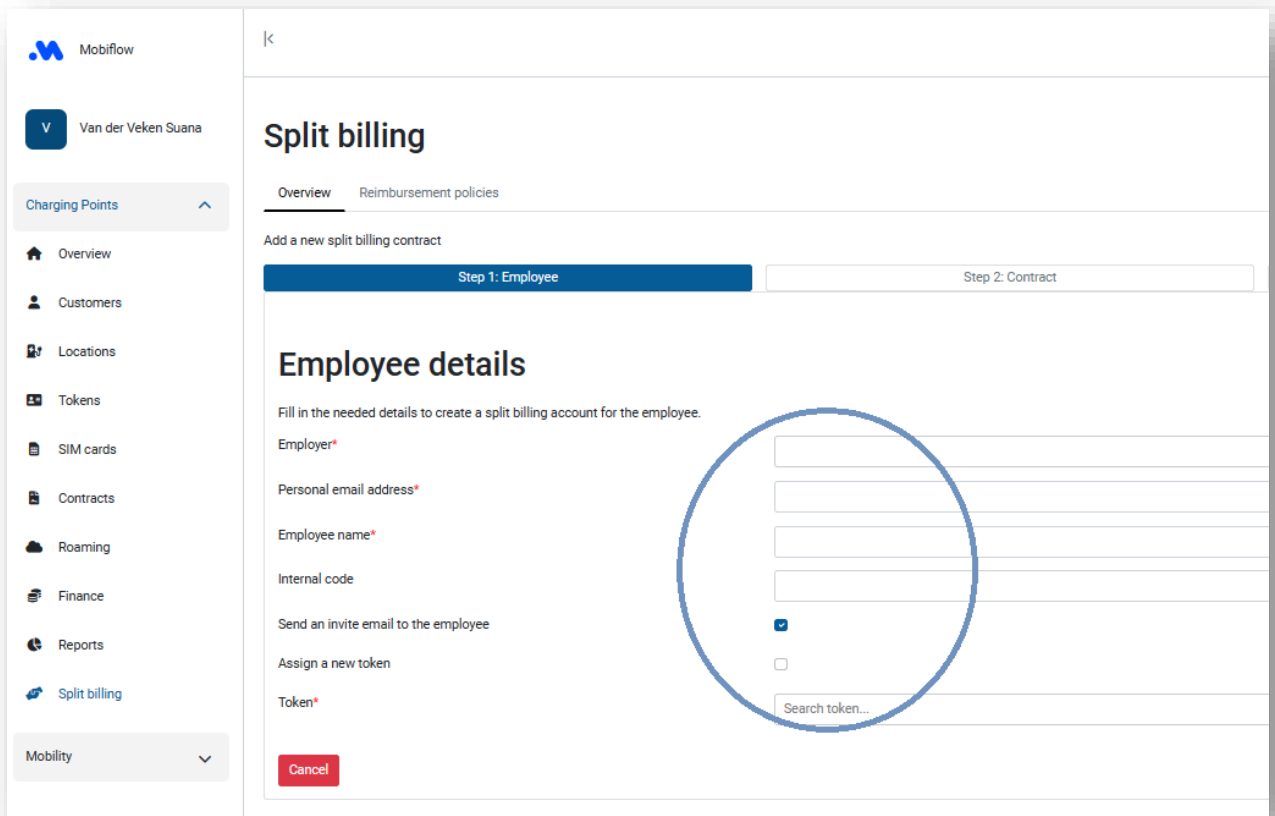 Mobiflow
V
Van der Veken Suana
Charging Points
Overview
Customers
Locations
Tokens
SIM cards
Contracts
Roaming
Finance
Reports
Split billing
Mobility
Split billing
Overview
Reimbursement policies
Add a new split billing contract
Step 1: Employee
Step 2: Contract
Employee details
Fill in the needed details to create a split billing account for the employee.
Employer*
Personal email address*
Employee name*
Internal code
Send an invite email to the employee
Assign a new token
Token*
Search token...
Cancel